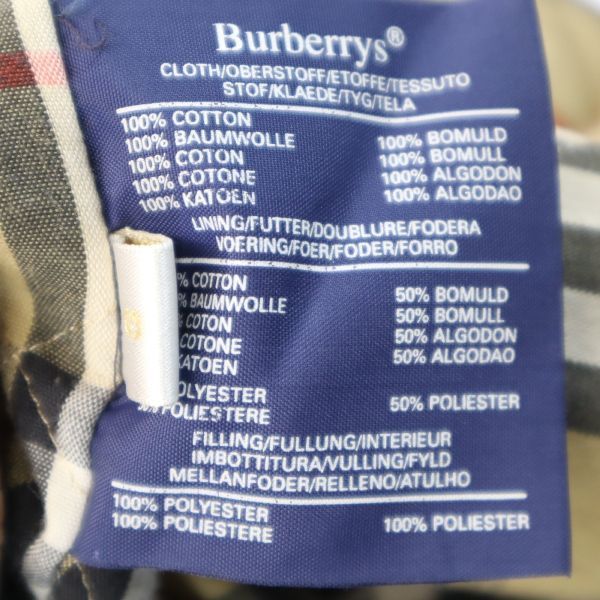 Burberrys®
CLOTH/OBERSTOFF/ETOFFE/TESSUTO
STOF/KLAEDE/TYG/TELA
100% COTTON
100% BAUMWOLLE 100% BOMULD
100% COTON 100% BOMULL
100% COTONE 100% ALGODON
100% KATOEN 100% ALGODAO
LINING/FUTTER/DOUBLURE/FODERA
VOERING/FOER/FODER/FORRO
% COTTON
% BAUMWOLLE 50% BOMULD
COTON 50% BOMULL
COTONE 50% ALGODON
KATOEN 50% ALGODAO
POLYESTER
50% POLIESTERE 50% POLIESTER
FILLING/FULLUNG/INTERIEUR
IMBOTTITURA/VULLING/FYLD
MELLANFODER/RELLENO/ATULHO
100% POLYESTER
100% POLIESTERE 100% POLIESTER